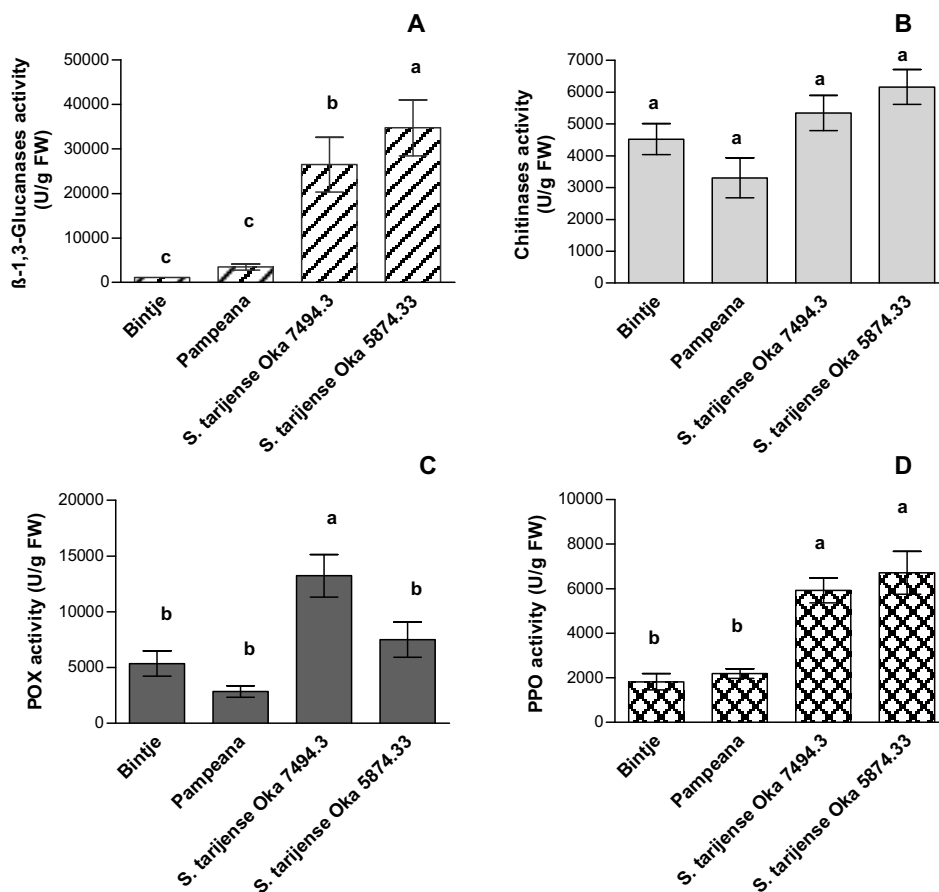 A
ß-1,3-Glucanases activity
(U/g FW)
50000
40000
30000
20000
10000
0
c
c
b
a
Bintje
Pampeana
S. tarijense Oka 7494.3
S. tarijense Oka 5874.33
B
Chitinases activity
(U/g FW)
7000
6000
5000
4000
3000
2000
1000
0
a
a
a
a
Bintje
Pampeana
S. tarijense Oka 7494.3
S. tarijense Oka 5874.33
C
POX activity (U/g FW)
20000
15000
10000
5000
0
b
b
a
b
Bintje
Pampeana
S. tarijense Oka 7494.3
S. tarijense Oka 5874.33
D
PPO activity (U/g FW)
10000
8000
6000
4000
2000
0
b
b
a
a
Bintje
Pampeana
S. tarijense Oka 7494.3
S. tarijense Oka 5874.33